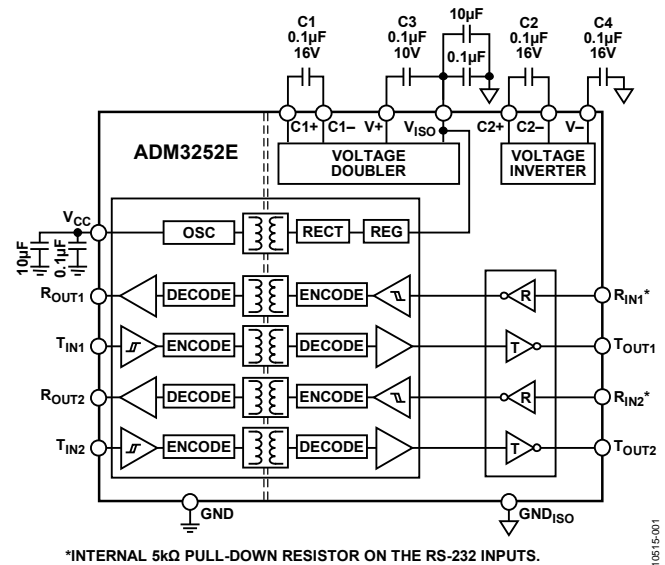 C1
0.1µF
16V
C3
0.1µF
10V
10µF
0.1µF
C2
0.1µF
16V
C4
0.1µF
16V
C1+
C1–
V+
VISO
C2+
C2–
V–
ADM3252E
VOLTAGE
DOUBLER
VOLTAGE
INVERTER
VCC
10µF
0.1µF
OSC
RECT
REG
ROUT1
DECODE
ENCODE
R
RIN1*
TIN1
ENCODE
DECODE
T
TOUT1
ROUT2
DECODE
ENCODE
R
RIN2*
TIN2
ENCODE
DECODE
T
TOUT2
GND
GNDISO
*INTERNAL 5kΩ PULL-DOWN RESISTOR ON THE RS-232 INPUTS.
10515-001